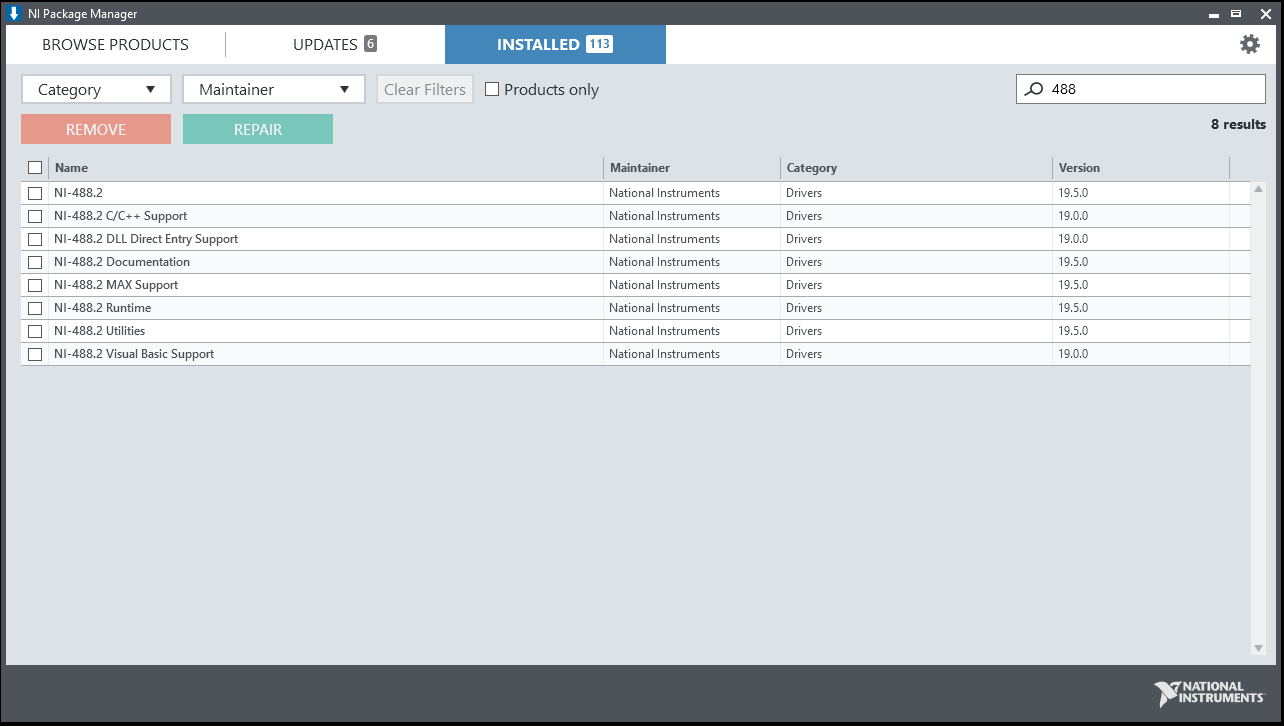 NI Package Manager
BROWSE PRODUCTS UPDATES 6 INSTALLED 113
Category Maintainer Clear Filters Products only 488
REMOVE REPAIR 8 results
Name Maintainer Category Version
NI-488.2 National Instruments Drivers 19.5.0
NI-488.2 C/C++ Support National Instruments Drivers 19.0.0
NI-488.2 DLL Direct Entry Support National Instruments Drivers 19.0.0
NI-488.2 Documentation National Instruments Drivers 19.5.0
NI-488.2 MAX Support National Instruments Drivers 19.5.0
NI-488.2 Runtime National Instruments Drivers 19.5.0
NI-488.2 Utilities National Instruments Drivers 19.5.0
NI-488.2 Visual Basic Support National Instruments Drivers 19.0.0
NATIONAL
INSTRUMENTS